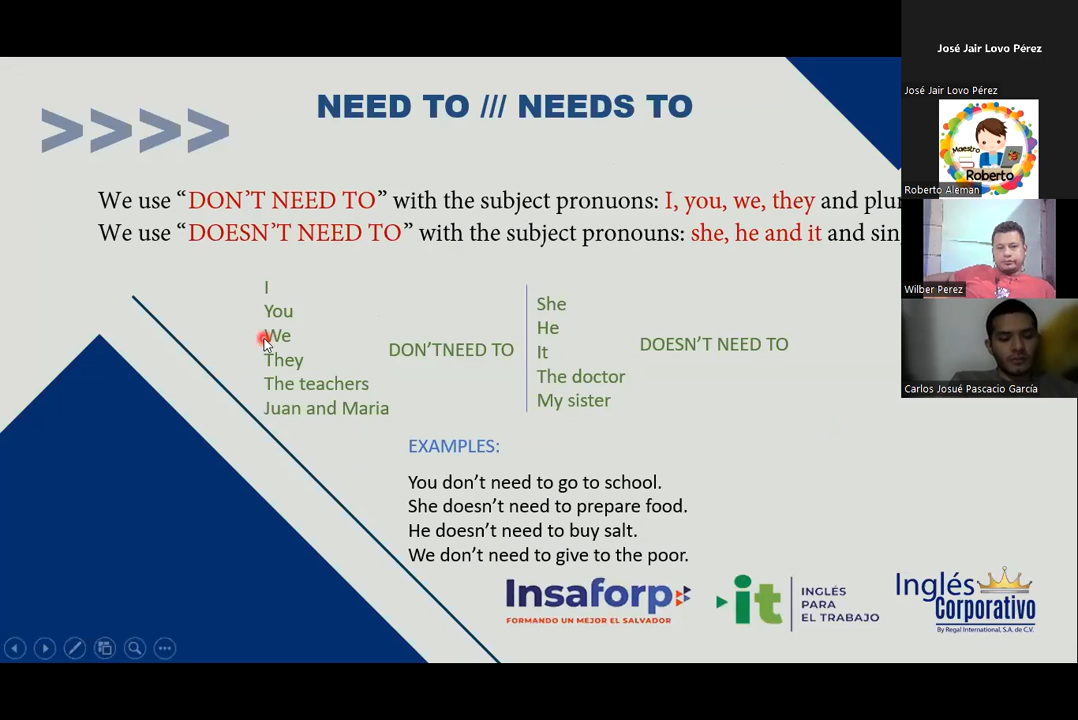 NEED TO /// NEEDS TO
We use “DON’T NEED TO” with the subject pronuons: I, you, we, they and plu
We use “DOESN’T NEED TO” with the subject pronouns: she, he and it and sin
I
You
We
They
The teachers
Juan and Maria
DON’TNEED TO
She
He
It
The doctor
My sister
DOESN’T NEED TO
EXAMPLES:
You don’t need to go to school.
She doesn’t need to prepare food.
He doesn’t need to buy salt.
We don’t need to give to the poor.
Insaforp
FORMANDO UN MEJOR EL SALVADOR
it
INGLÉS
PARA
EL TRABAJO
Inglés
Corporativo
By Regal International, S.A. de C.V.
José Jair Lovo Pérez
José Jair Lovo Pérez
Maestro
Roberto
Roberto Aleman
Wilber Perez
Carlos Josué Pascacio García